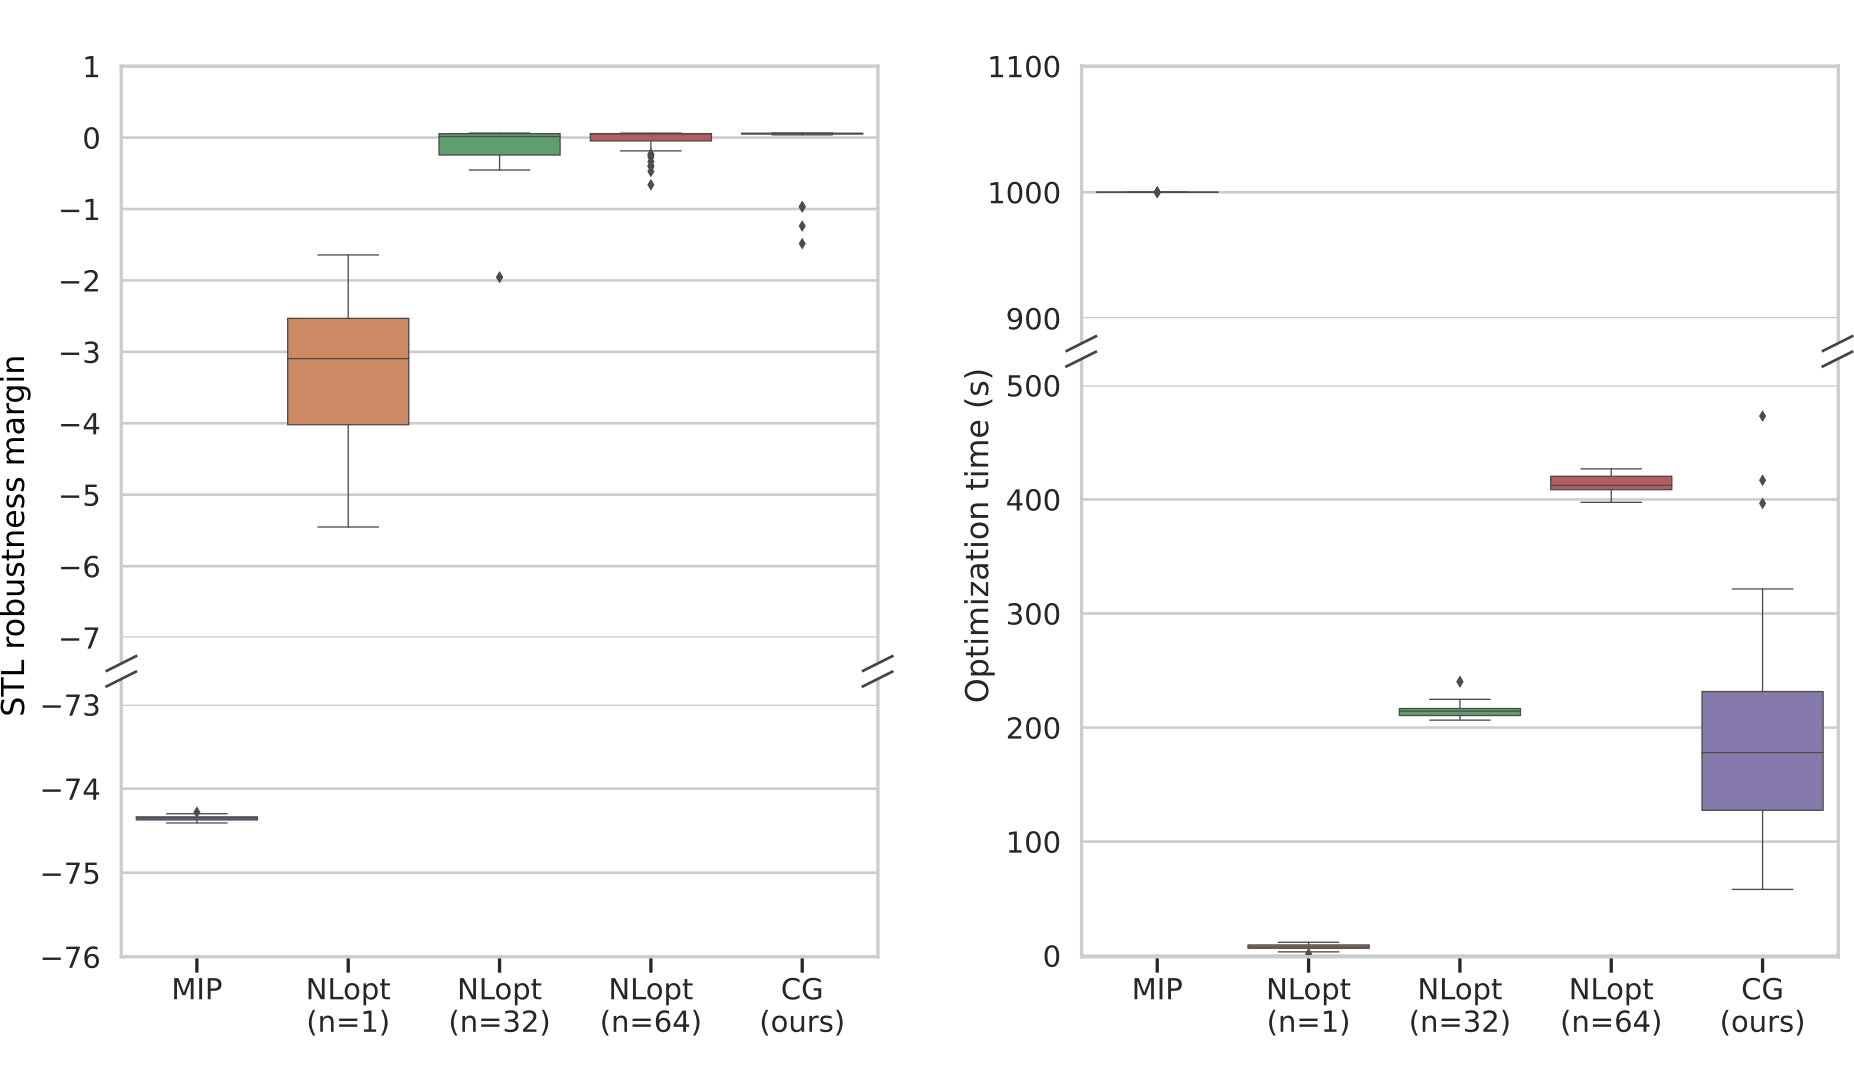 STL robustness margin
1
0
−1
−2
−3
−4
−5
−6
−7
−73
−74
−75
−76
MIP
NLopt
(n=1)
NLopt
(n=32)
NLopt
(n=64)
CG
(ours)
Optimization time (s)
1100
1000
900
500
400
300
200
100
0
MIP
NLopt
(n=1)
NLopt
(n=32)
NLopt
(n=64)
CG
(ours)